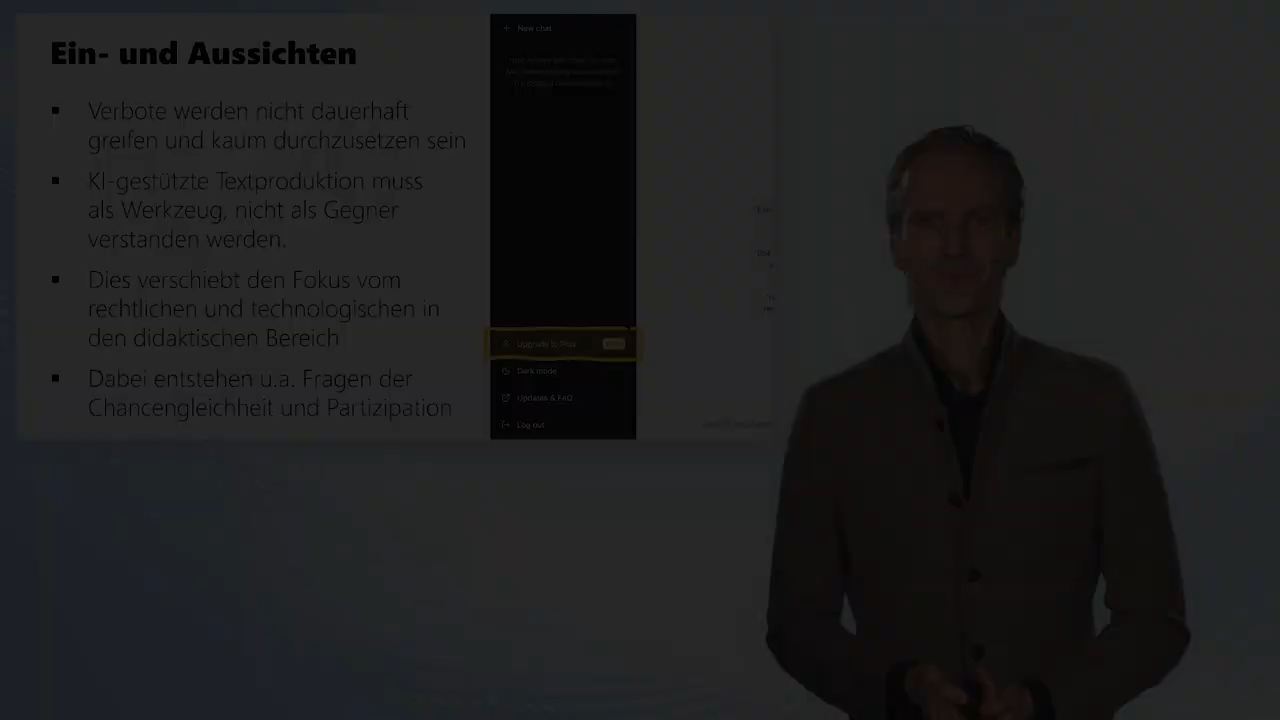 Ein- und Aussichten
▪ Verbote werden nicht dauerhaft
greifen und kaum durchzusetzen sein
▪ KI-gestützte Textproduktion muss
als Werkzeug, nicht als Gegner
verstanden werden.
▪ Dies verschiebt den Fokus vom
rechtlichen und technologischen in
den didaktischen Bereich
▪ Dabei entstehen u.a. Fragen der
Chancengleichheit und Partizipation
New chat
Upgrade to Plus
Dark mode
Updates & FAQ
Log out